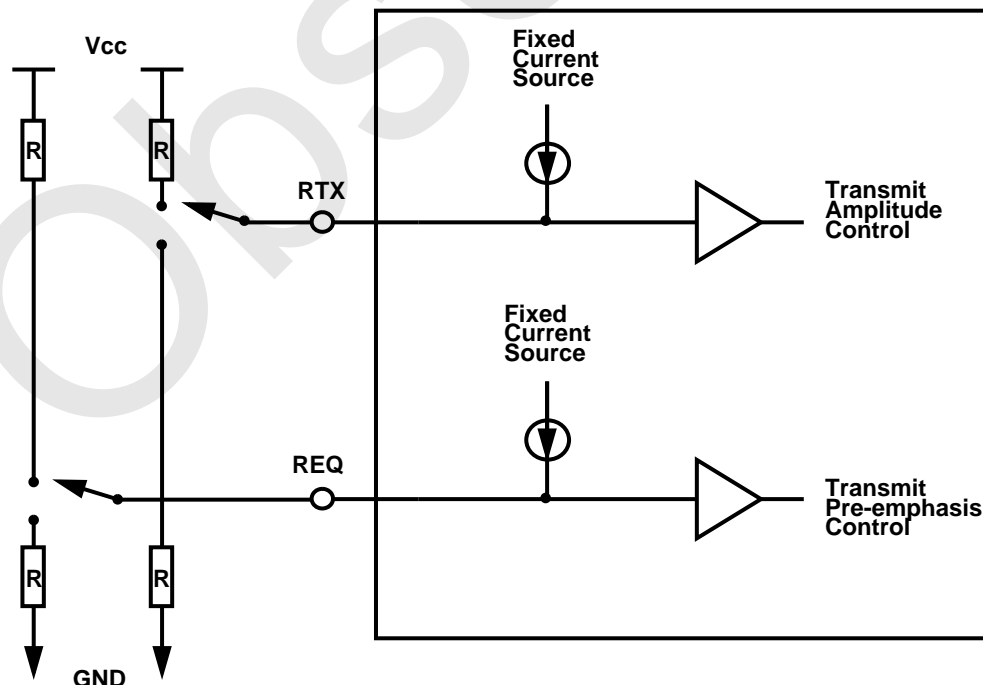 Vcc
Fixed
Current
Source
R
R
RTX
Transmit
Amplitude
Control
Fixed
Current
Source
REQ
Transmit
Pre-emphasis
Control
R
R
GND